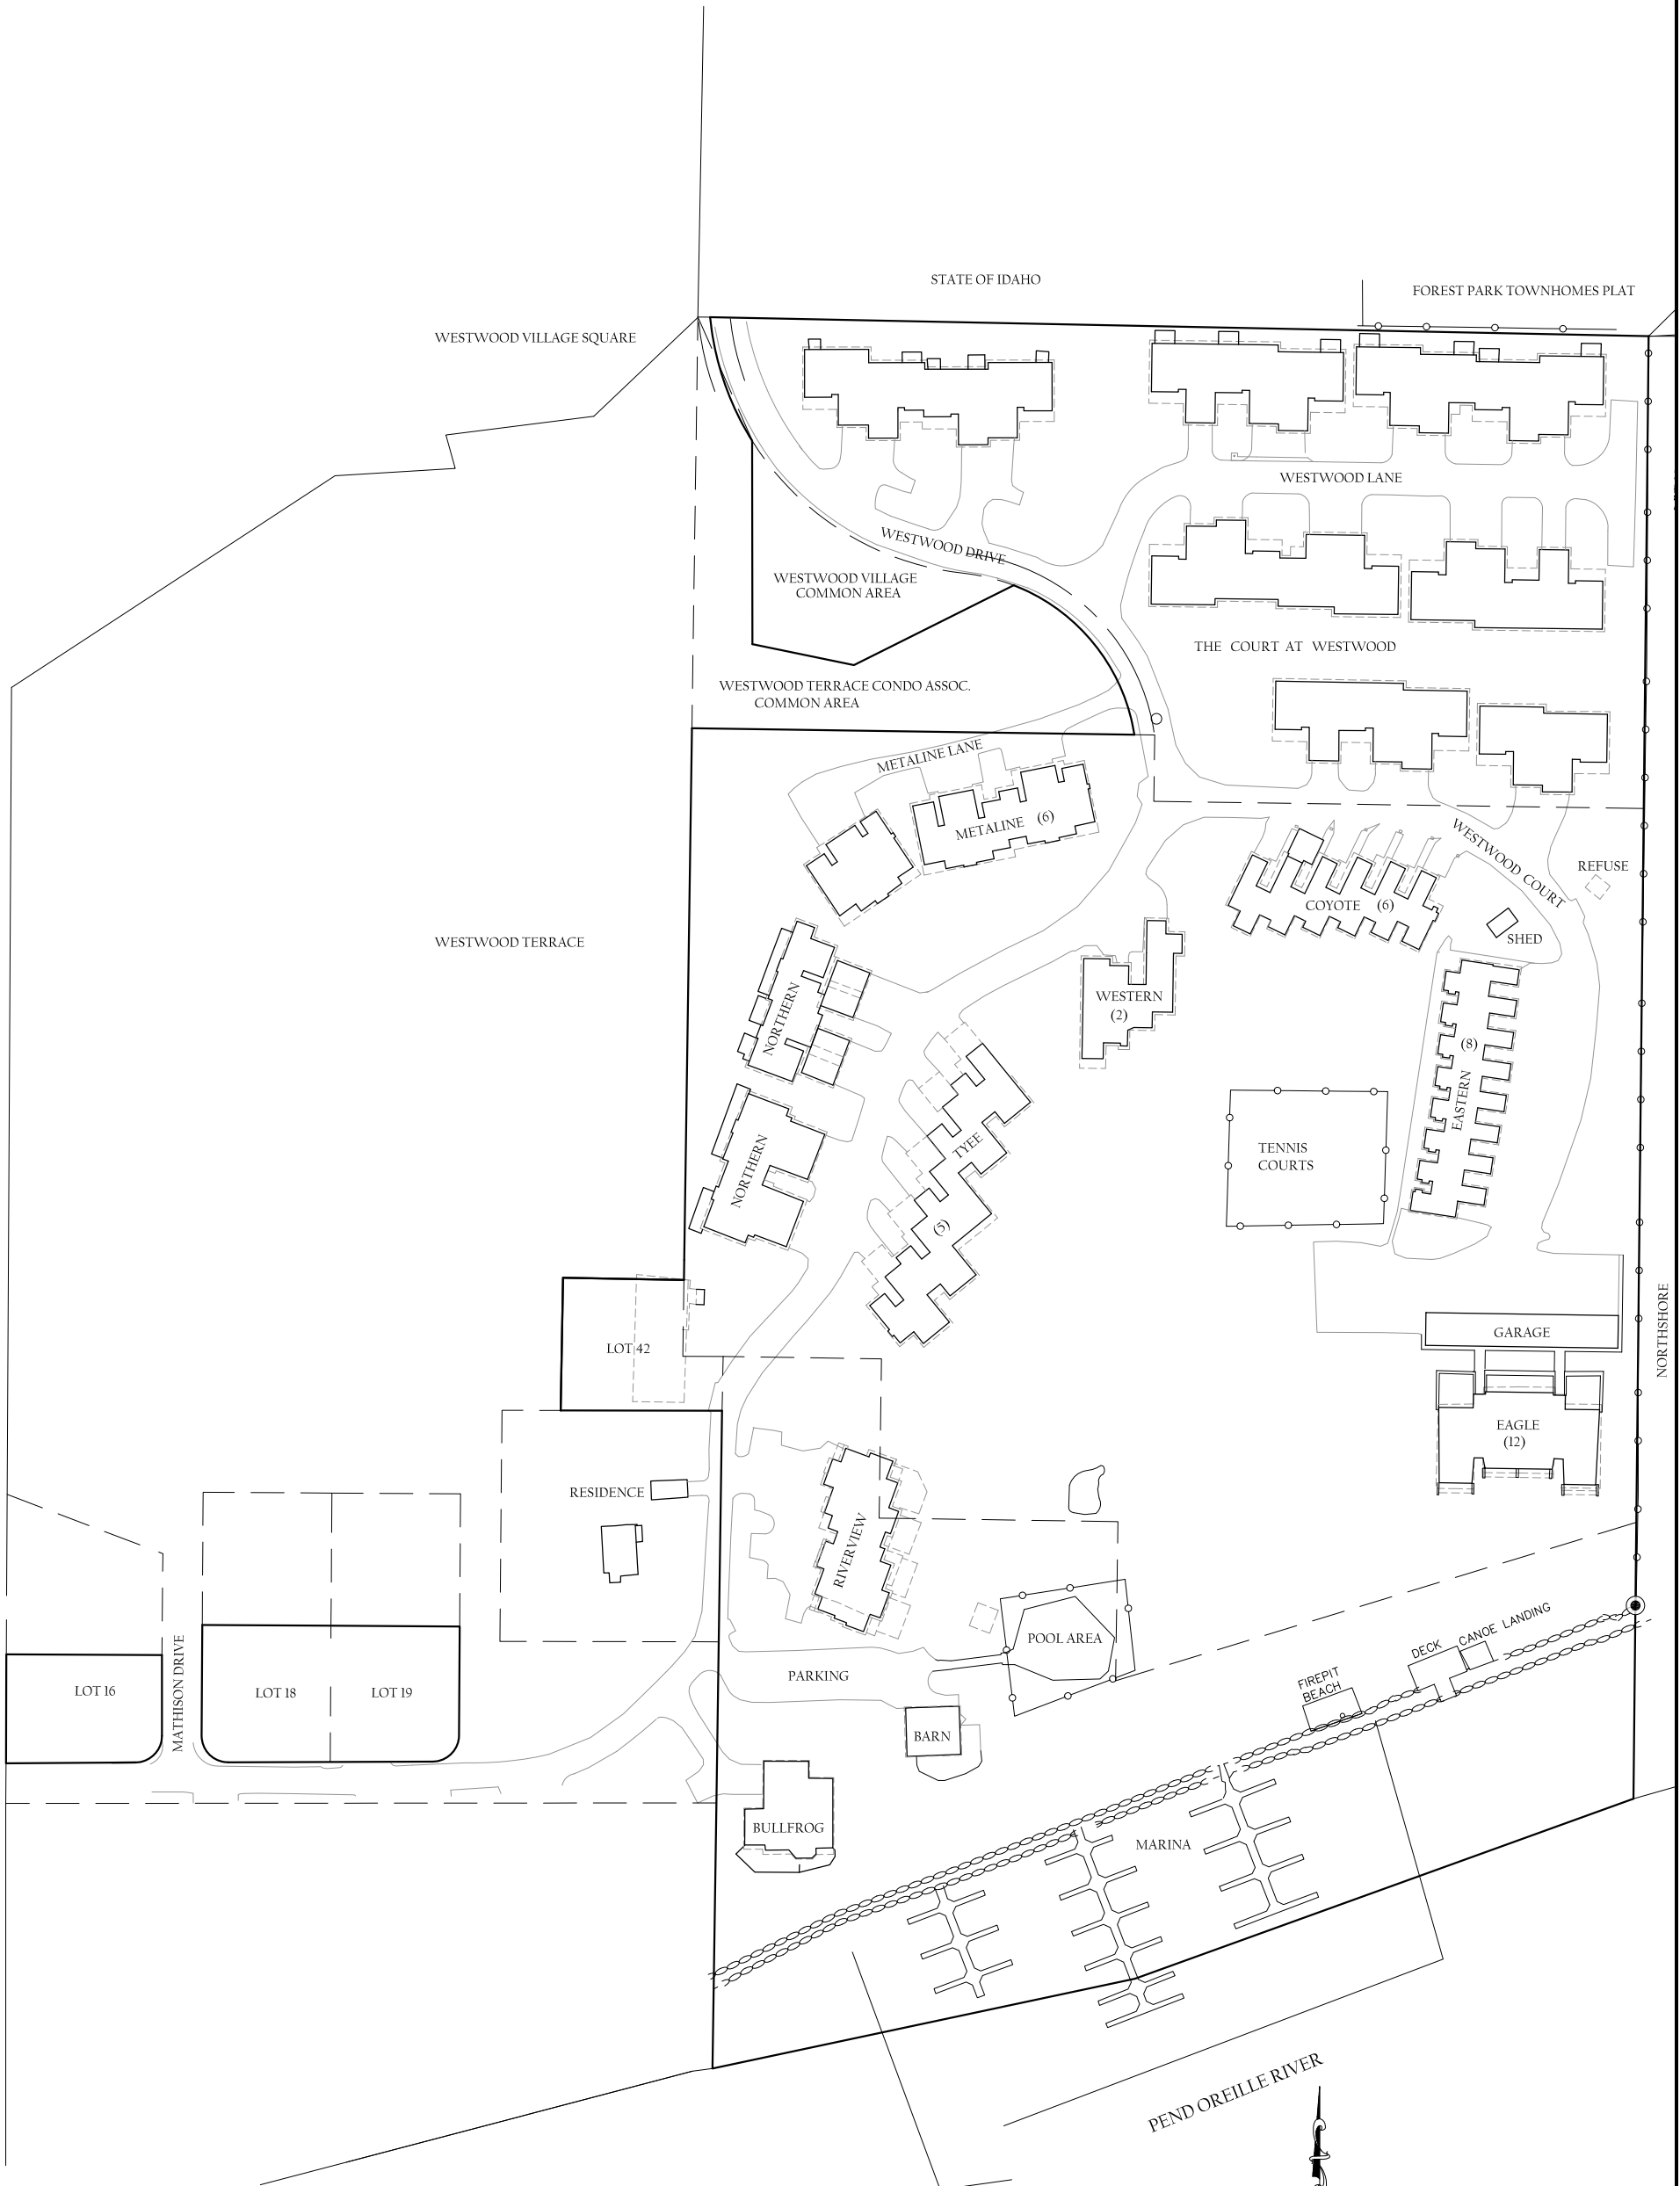 STATE OF IDAHO
FOREST PARK TOWNHOMES PLAT
WESTWOOD VILLAGE SQUARE
WESTWOOD LANE
WESTWOOD DRIVE
WESTWOOD VILLAGE
COMMON AREA
THE COURT AT WESTWOOD
WESTWOOD TERRACE CONDO ASSOC.
COMMON AREA
METALINE LANE
METALINE (6)
WESTWOOD COURT
REFUSE
COYOTE (6)
SHED
WESTWOOD TERRACE
NORTHERN
WESTERN
(2)
(8)
EASTERN
TYEE
(5)
TENNIS
COURTS
NORTHERN
NORTHSHORE
GARAGE
LOT 42
EAGLE
(12)
RESIDENCE
RIVERVIEW
POOL AREA
CANOE LANDING
DECK
FIREPIT
BEACH
PARKING
MATHISON DRIVE
LOT 16
LOT 18
LOT 19
BARN
BULLFROG
MARINA
PEND OREILLE RIVER